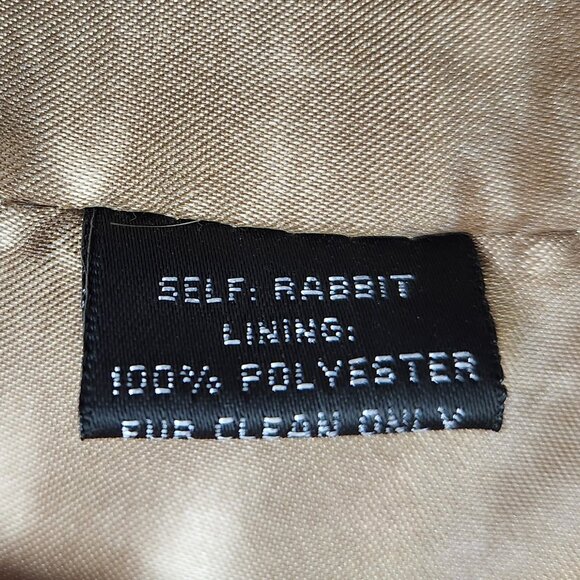 SELF: RABBIT
LINING:
100% POLYESTER
FUR CLEAN ONLY